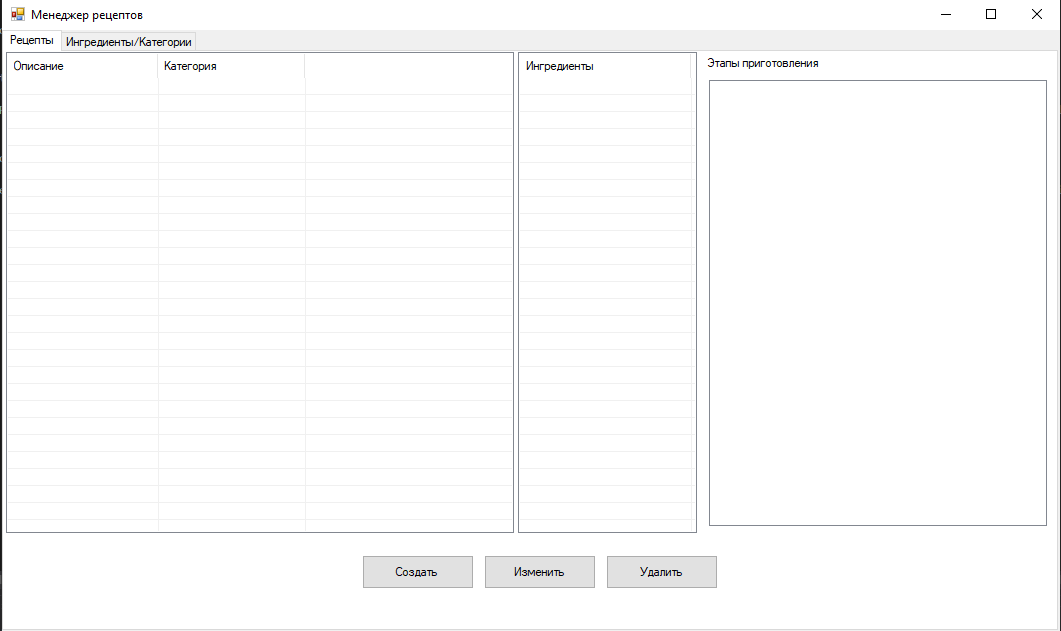 Менеджер рецептов
Рецепты Ингредиенты/Категории
Описание Категория Ингредиенты Этапы приготовления
Создать Изменить Удалить